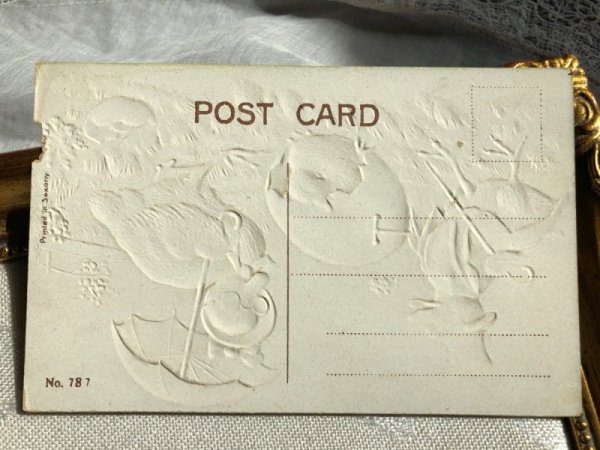 POST CARD
Printed in Saxony
No. 787